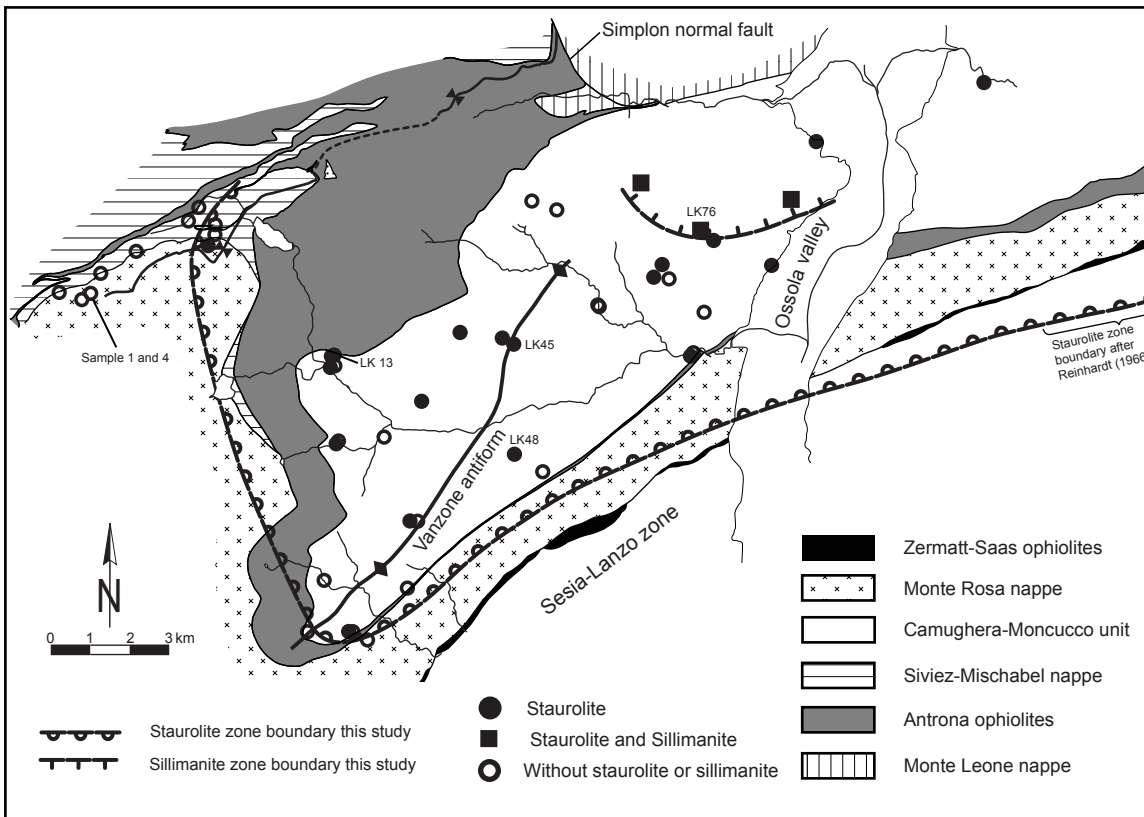 Simplon normal fault
LK76
Ossola valley
Sample 1 and 4
LK 13
LK45
Staurolite zone
boundary after
Reinhardt (1966
LK48
Vanzone antiform
Sesia-Lanzo zone
N
0 1 2 3 km
Staurolite zone boundary this study
Sillimanite zone boundary this study
Staurolite
Staurolite and Sillimanite
Without staurolite or sillimanite
Zermatt-Saas ophiolites
Monte Rosa nappe
Camughera-Moncucco unit
Siviez-Mischabel nappe
Antrona ophiolites
Monte Leone nappe